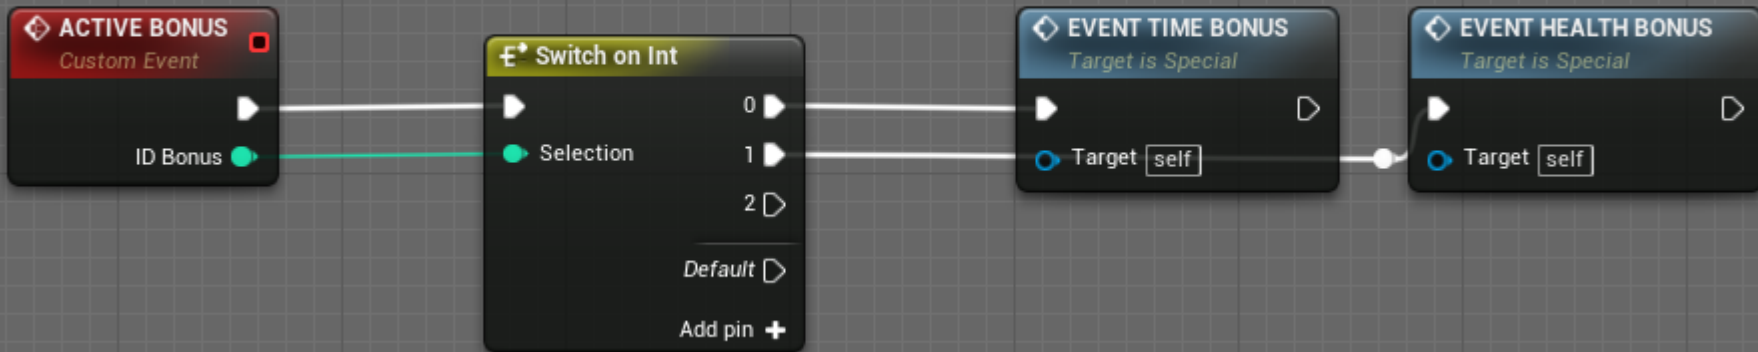 ACTIVE BONUS
Custom Event
ID Bonus
Switch on Int
Selection
0
1
2
Default
Add pin
EVENT TIME BONUS
Target is Special
Target self
EVENT HEALTH BONUS
Target is Special
Target self